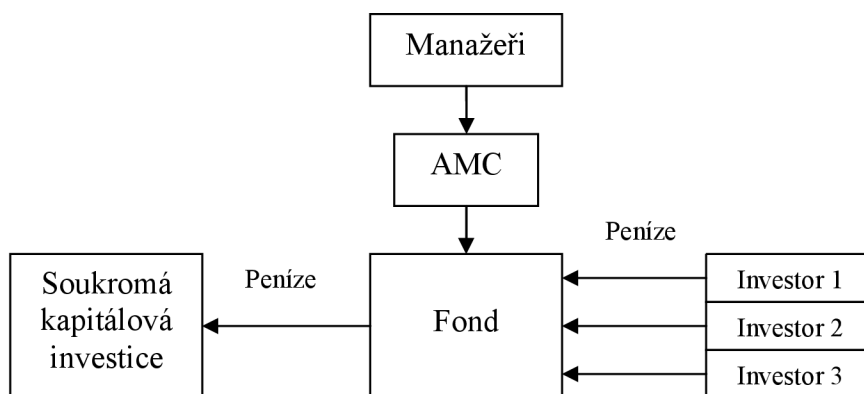 Manažeři
AMC
Peníze
Soukromá
kapitálová
investice
Peníze
Fond
Investor 1
Investor 2
Investor 3